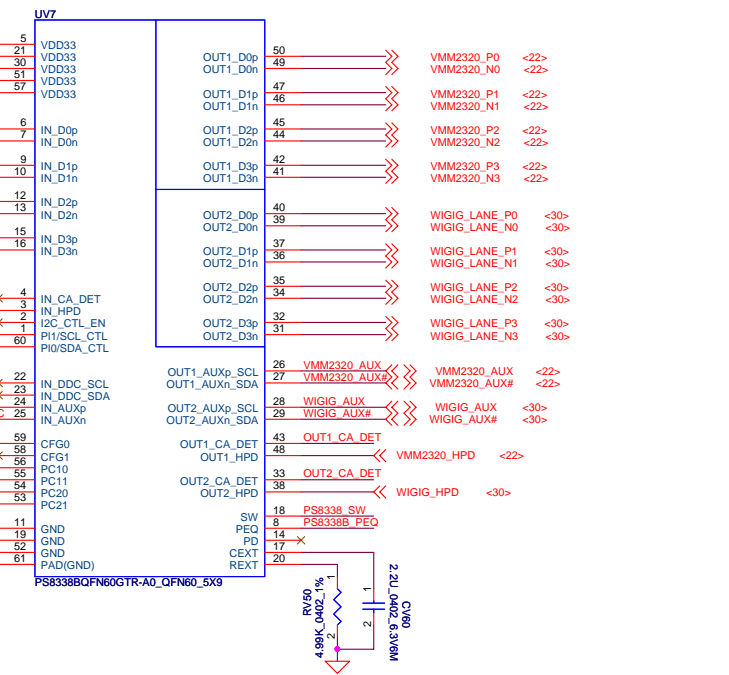 UV7
5 VDD33
21 VDD33
30 VDD33
51 VDD33
57 VDD33
6 IN_D0p
7 IN_D0n
9 IN_D1p
10 IN_D1n
12 IN_D2p
13 IN_D2n
15 IN_D3p
16 IN_D3n
4 IN_CA_DET
3 IN_HPD
2 I2C_CTL_EN
1 PI1/SCL_CTL
60 PI0/SDA_CTL
22 IN_DDC_SCL
23 IN_DDC_SDA
24 IN_AUXp
C 25 IN_AUXn
59 CFG0
58 CFG1
56 PC10
55 PC11
54 PC20
53 PC21
11 GND
19 GND
52 GND
61 PAD(GND)
OUT1_D0p 50 VMM2320_P0 <22>
OUT1_D0n 49 VMM2320_N0 <22>
OUT1_D1p 47 VMM2320_P1 <22>
OUT1_D1n 46 VMM2320_N1 <22>
OUT1_D2p 45 VMM2320_P2 <22>
OUT1_D2n 44 VMM2320_N2 <22>
OUT1_D3p 42 VMM2320_P3 <22>
OUT1_D3n 41 VMM2320_N3 <22>
OUT2_D0p 40 WIGIG_LANE_P0 <30>
OUT2_D0n 39 WIGIG_LANE_N0 <30>
OUT2_D1p 37 WIGIG_LANE_P1 <30>
OUT2_D1n 36 WIGIG_LANE_N1 <30>
OUT2_D2p 35 WIGIG_LANE_P2 <30>
OUT2_D2n 34 WIGIG_LANE_N2 <30>
OUT2_D3p 32 WIGIG_LANE_P3 <30>
OUT2_D3n 31 WIGIG_LANE_N3 <30>
OUT1_AUXp_SCL 26 VMM2320_AUX VMM2320_AUX <22>
OUT1_AUXn_SDA 27 VMM2320_AUX# VMM2320_AUX# <22>
OUT2_AUXp_SCL 28 WIGIG_AUX WIGIG_AUX <30>
OUT2_AUXn_SDA 29 WIGIG_AUX# WIGIG_AUX# <30>
OUT1_CA_DET 43 OUT1_CA_DET
OUT1_HPD 48 VMM2320_HPD <22>
OUT2_CA_DET 33 OUT2_CA_DET
OUT2_HPD 38 WIGIG_HPD <30>
SW 18 PS8338_SW
PEQ 8 PS8338B_PEQ
PD 14
CEXT 17
REXT 20
PS8338BQFN60GTR-A0_QFN60_5X9
RV50
4.99K_0402_1%
1
2
1
2
CV60
2.2U_0402_6.3V6M